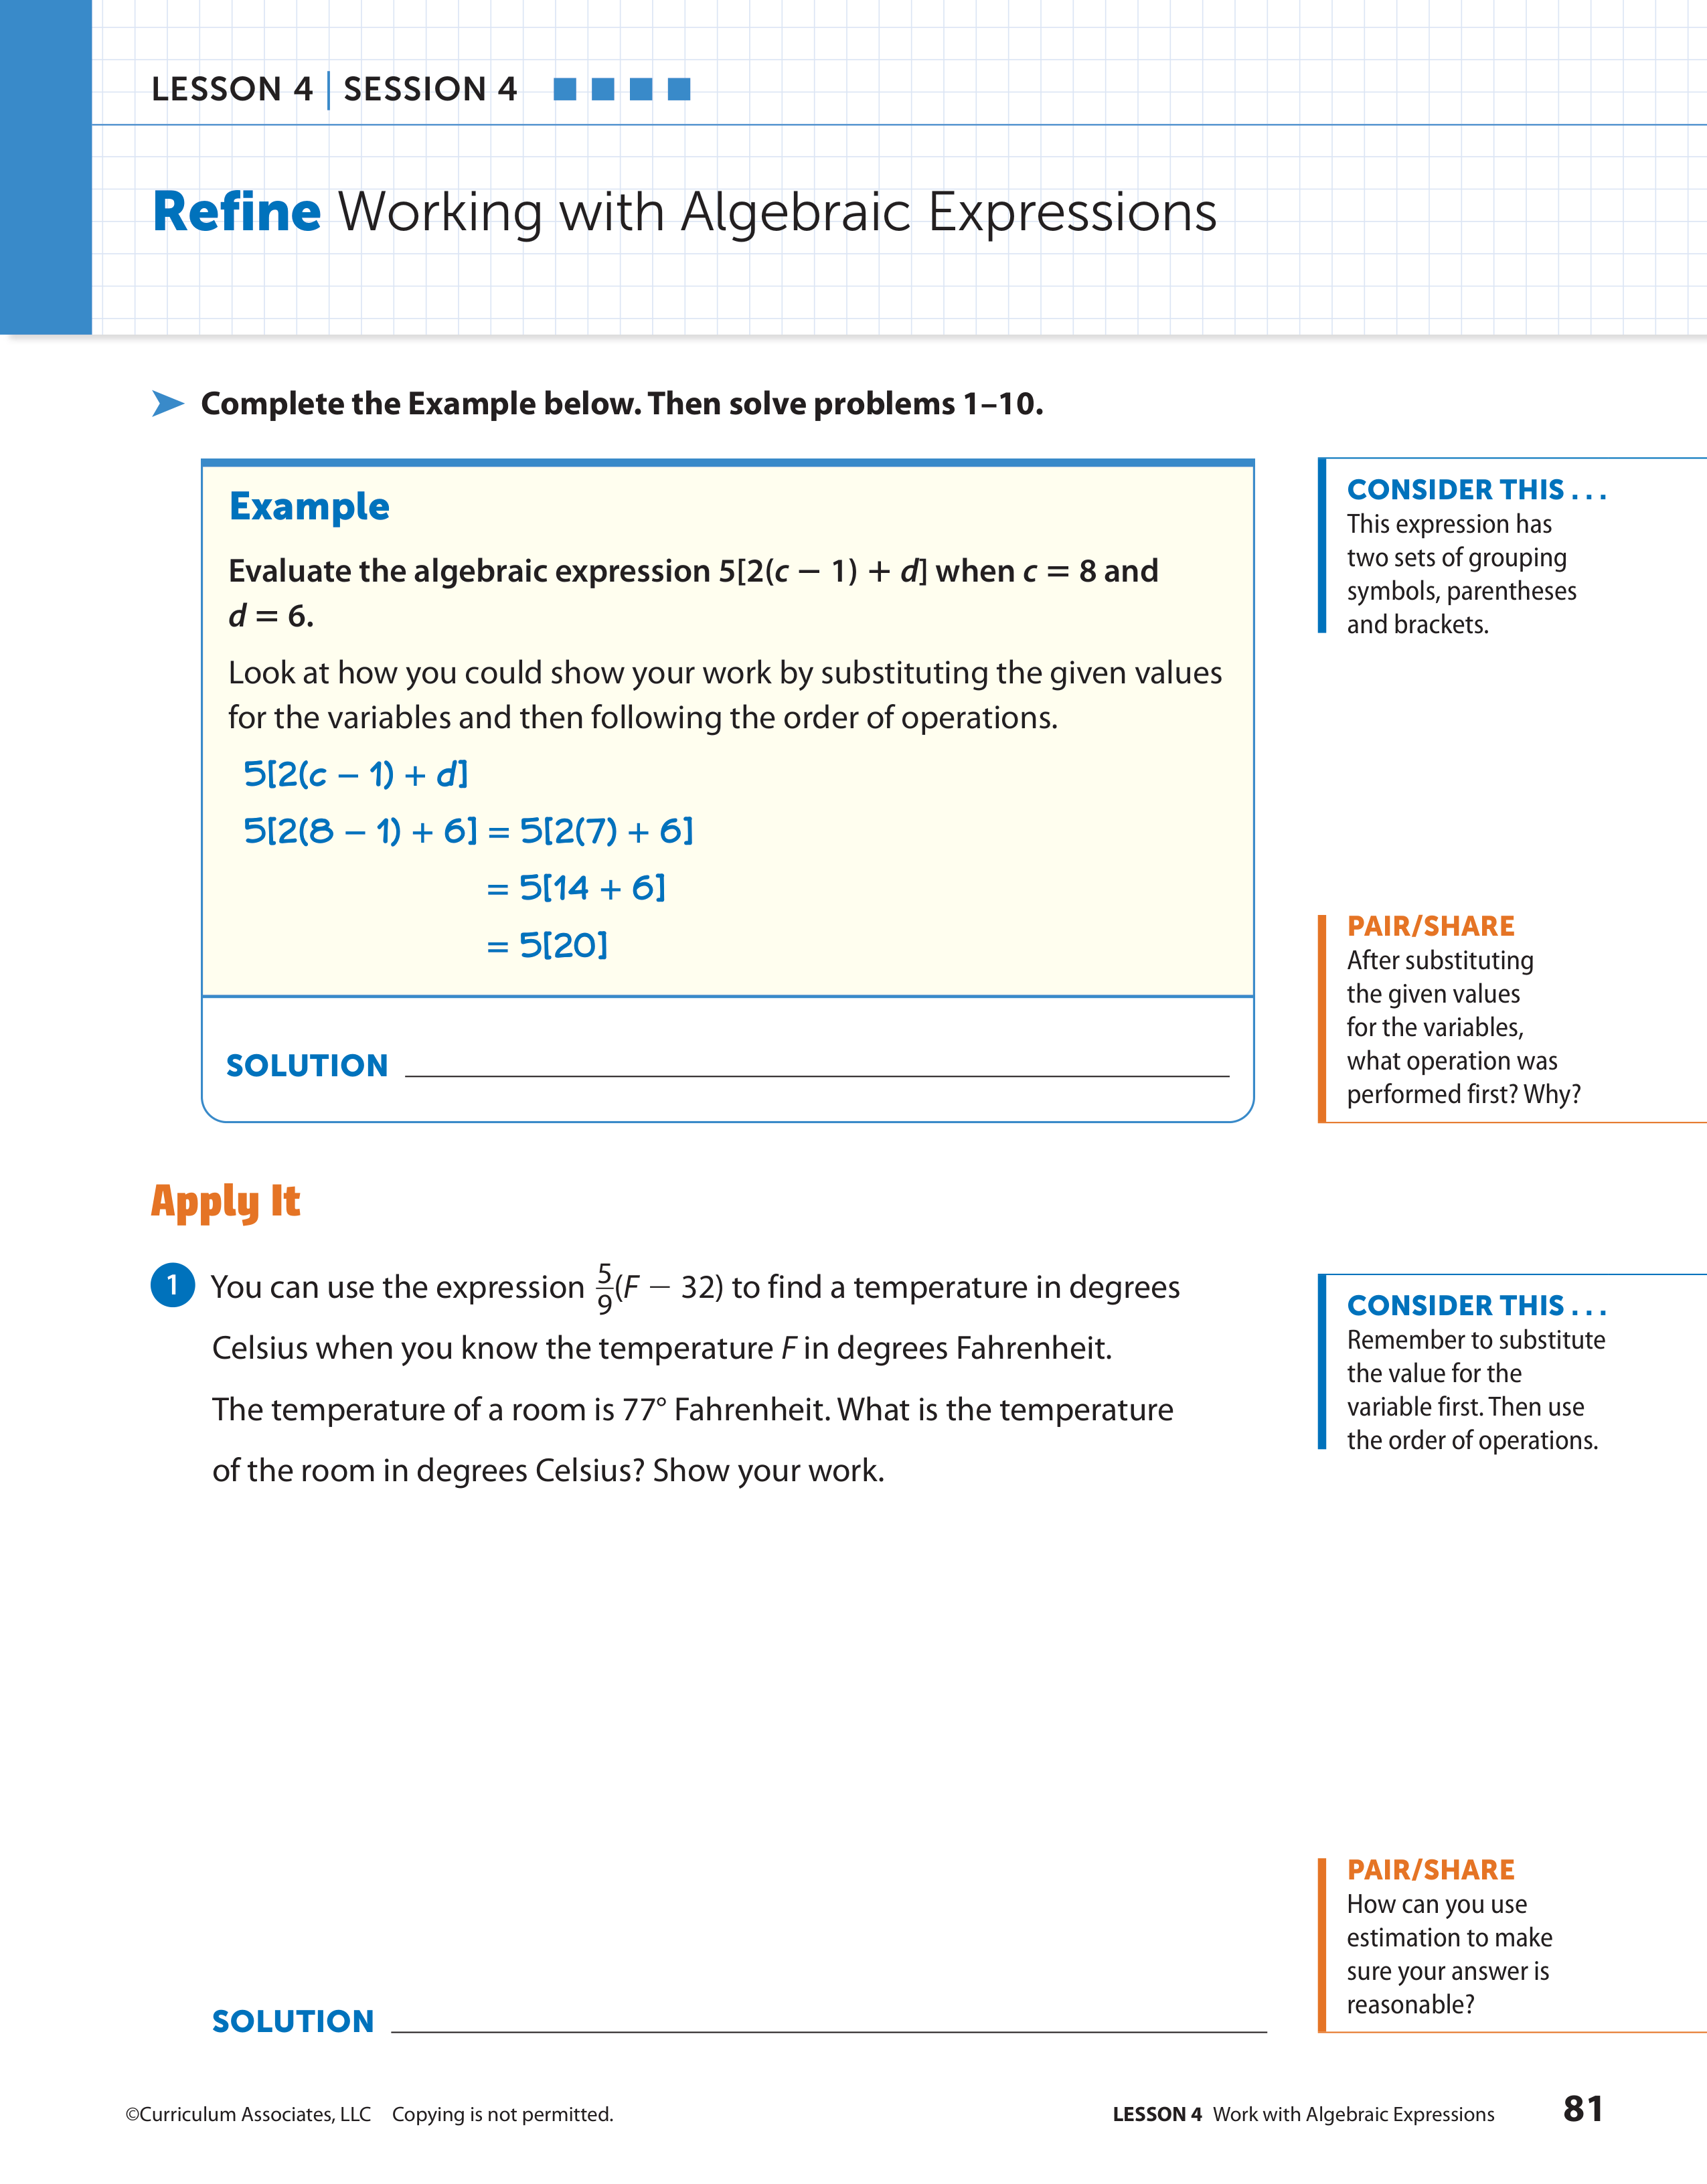 LESSON 4 | SESSION 4
Refine Working with Algebraic Expressions
Complete the Example below. Then solve problems 1–10.
Example
Evaluate the algebraic expression 5[2(c − 1) + d] when c = 8 and
d = 6.
Look at how you could show your work by substituting the given values
for the variables and then following the order of operations.
5[2(c − 1) + d]
5[2(8 − 1) + 6] = 5[2(7) + 6]
= 5[14 + 6]
= 5[20]
SOLUTION
CONSIDER THIS . . .
This expression has
two sets of grouping
symbols, parentheses
and brackets.
PAIR/SHARE
After substituting
the given values
for the variables,
what operation was
performed first? Why?
Apply It
1 You can use the expression 5/9(F − 32) to find a temperature in degrees
Celsius when you know the temperature F in degrees Fahrenheit.
The temperature of a room is 77° Fahrenheit. What is the temperature
of the room in degrees Celsius? Show your work.
SOLUTION
CONSIDER THIS . . .
Remember to substitute
the value for the
variable first. Then use
the order of operations.
PAIR/SHARE
How can you use
estimation to make
sure your answer is
reasonable?
©Curriculum Associates, LLC Copying is not permitted.
LESSON 4 Work with Algebraic Expressions 81